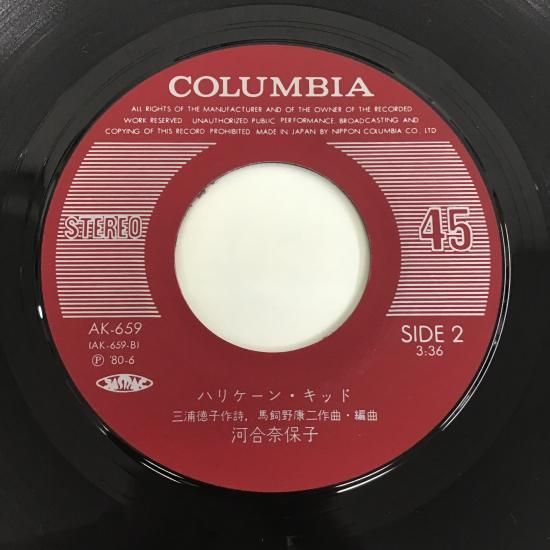 COLUMBIA
ALL RIGHTS OF THE MANUFACTURER AND OF THE OWNER OF THE RECORDED
WORK RESERVED UNAUTHORIZED PUBLIC PERFORMANCE, BROADCASTING AND
COPYING OF THIS RECORD PROHIBITED MADE IN JAPAN BY NIPPON COLUMBIA CO., LTD
STEREO
45
AK-659
(AK-659-B)
Ⓟ '80-6
JASRAC
SIDE 2
3:36
ハリケーン・キッド
三浦徳子作詩, 馬飼野康二作曲・編曲
河合奈保子